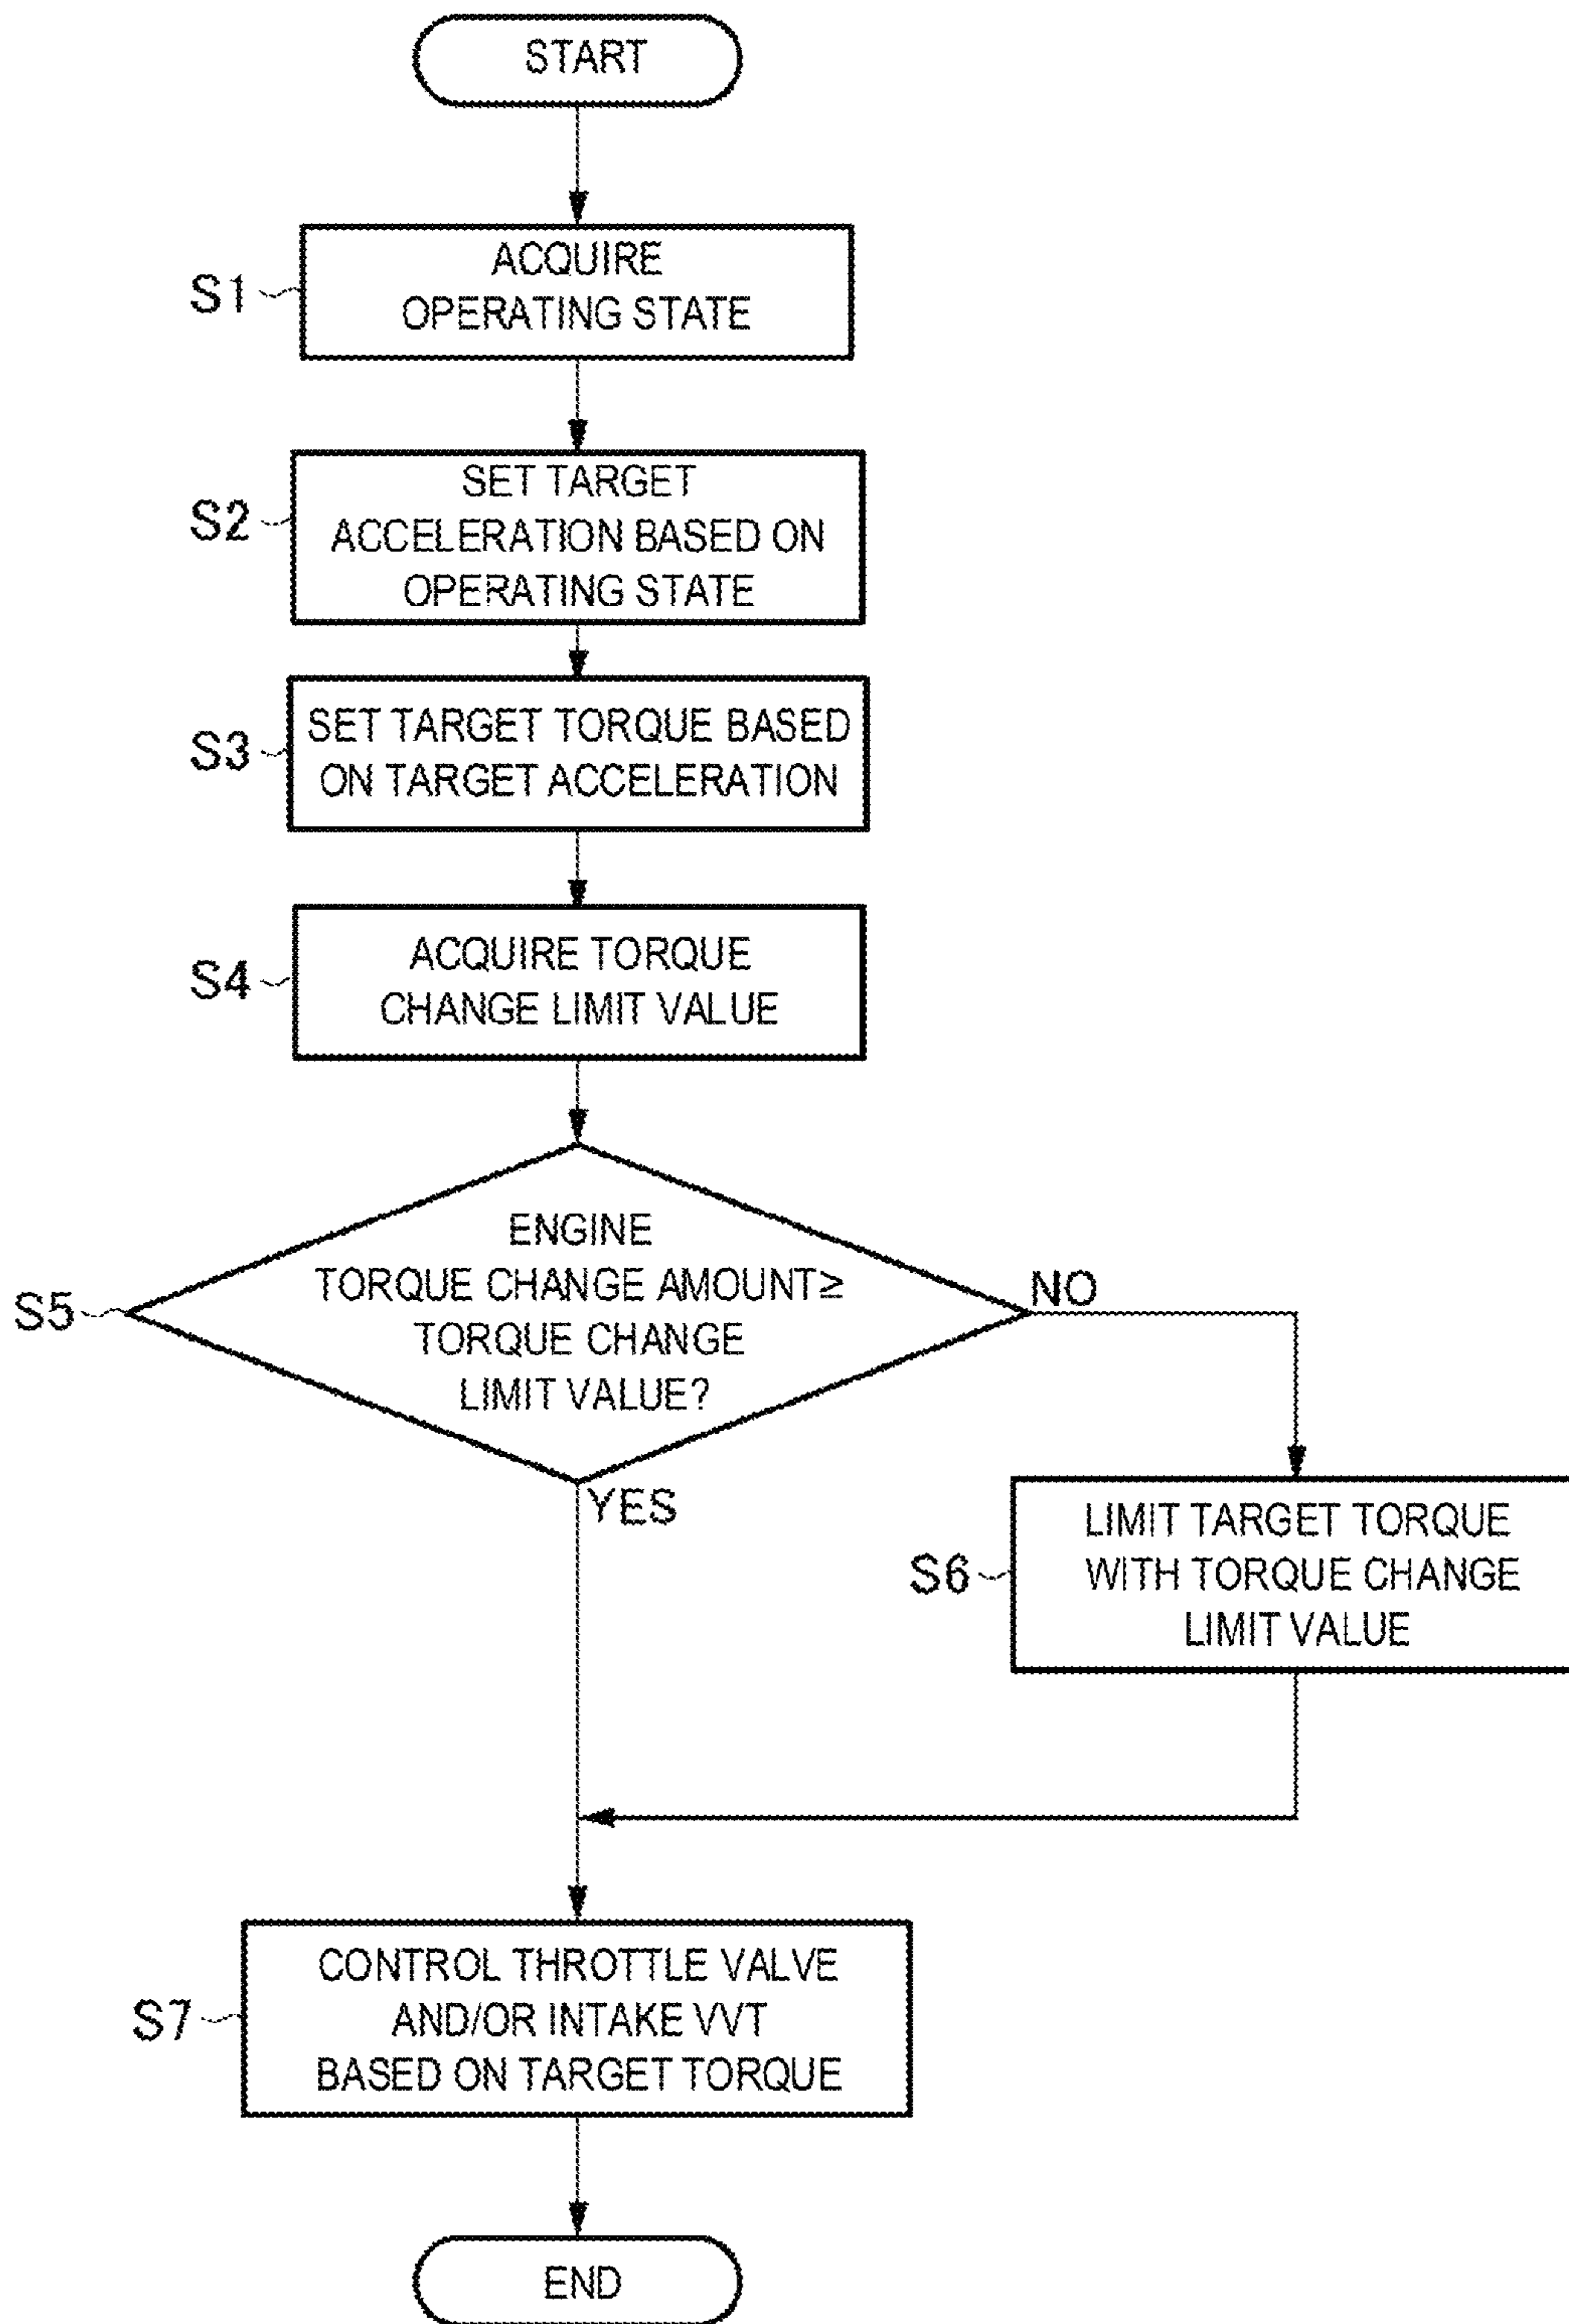 START
S1
ACQUIRE
OPERATING STATE
S2
SET TARGET
ACCELERATION BASED ON
OPERATING STATE
S3
SET TARGET TORQUE BASED
ON TARGET ACCELERATION
S4
ACQUIRE TORQUE
CHANGE LIMIT VALUE
S5
ENGINE
TORQUE CHANGE AMOUNT≥
TORQUE CHANGE
LIMIT VALUE?
NO
YES
S6
LIMIT TARGET TORQUE
WITH TORQUE CHANGE
LIMIT VALUE
S7
CONTROL THROTTLE VALVE
AND/OR INTAKE VVT
BASED ON TARGET TORQUE
END